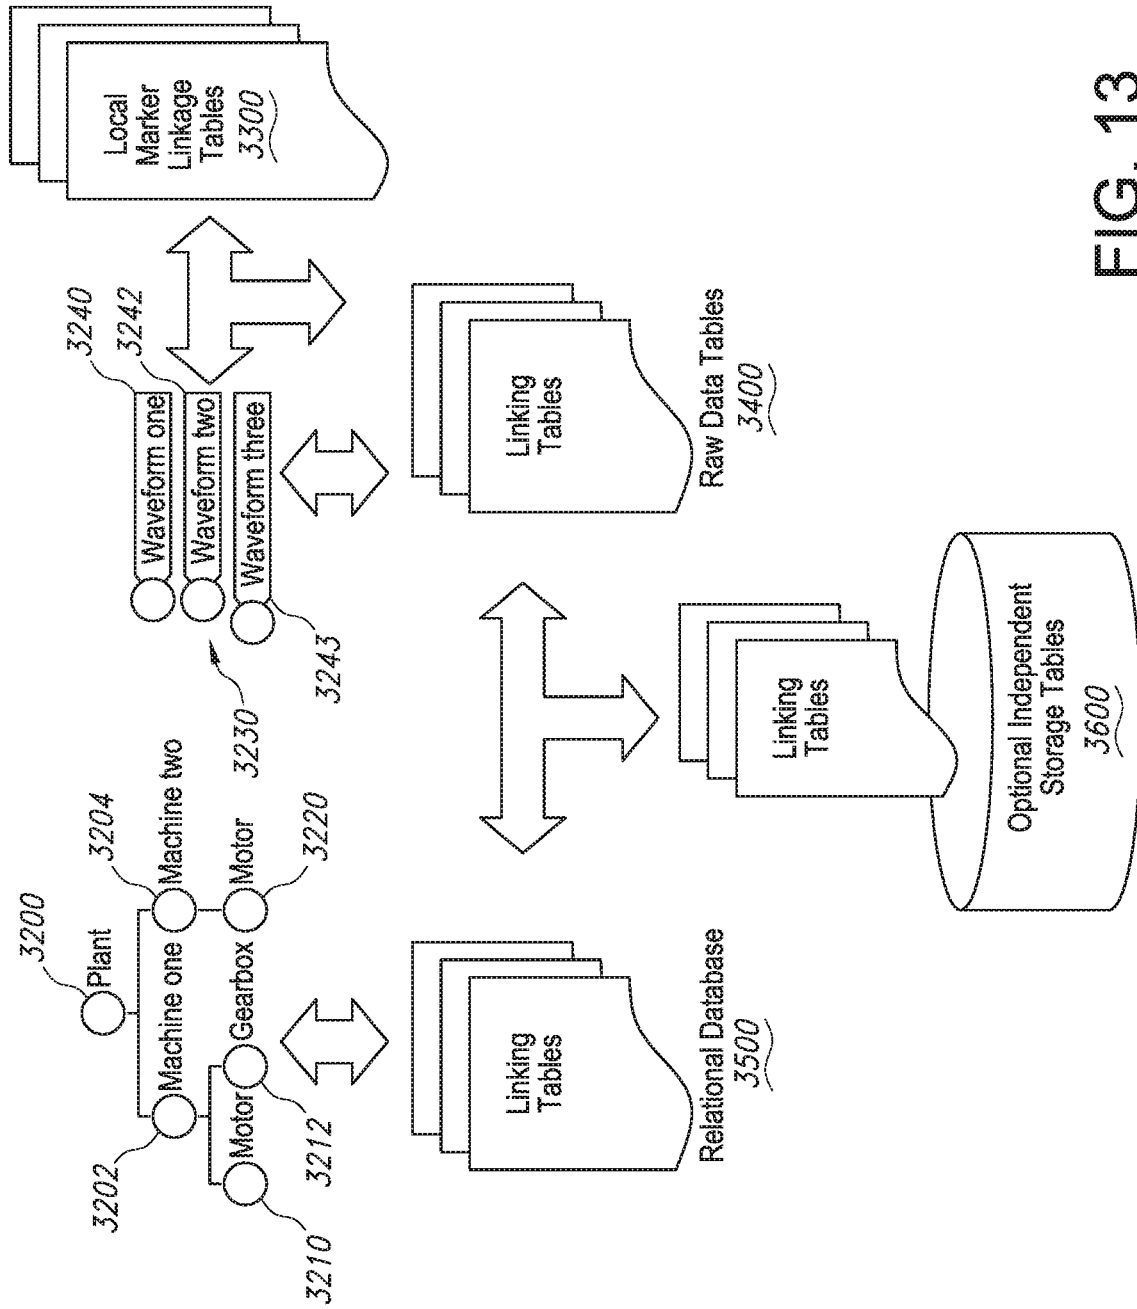 3200
Plant
3202
Machine one
3204
Machine two
3210
Motor
3212
Gearbox
3220
Motor
3230
Waveform one
3240
Waveform two
3242
Waveform three
3243
Local
Marker
Linkage
Tables
3300
Linking
Tables
Relational Database
3500
Linking
Tables
Raw Data Tables
3400
Linking
Tables
Optional Independent
Storage Tables
3600
FIG. 13